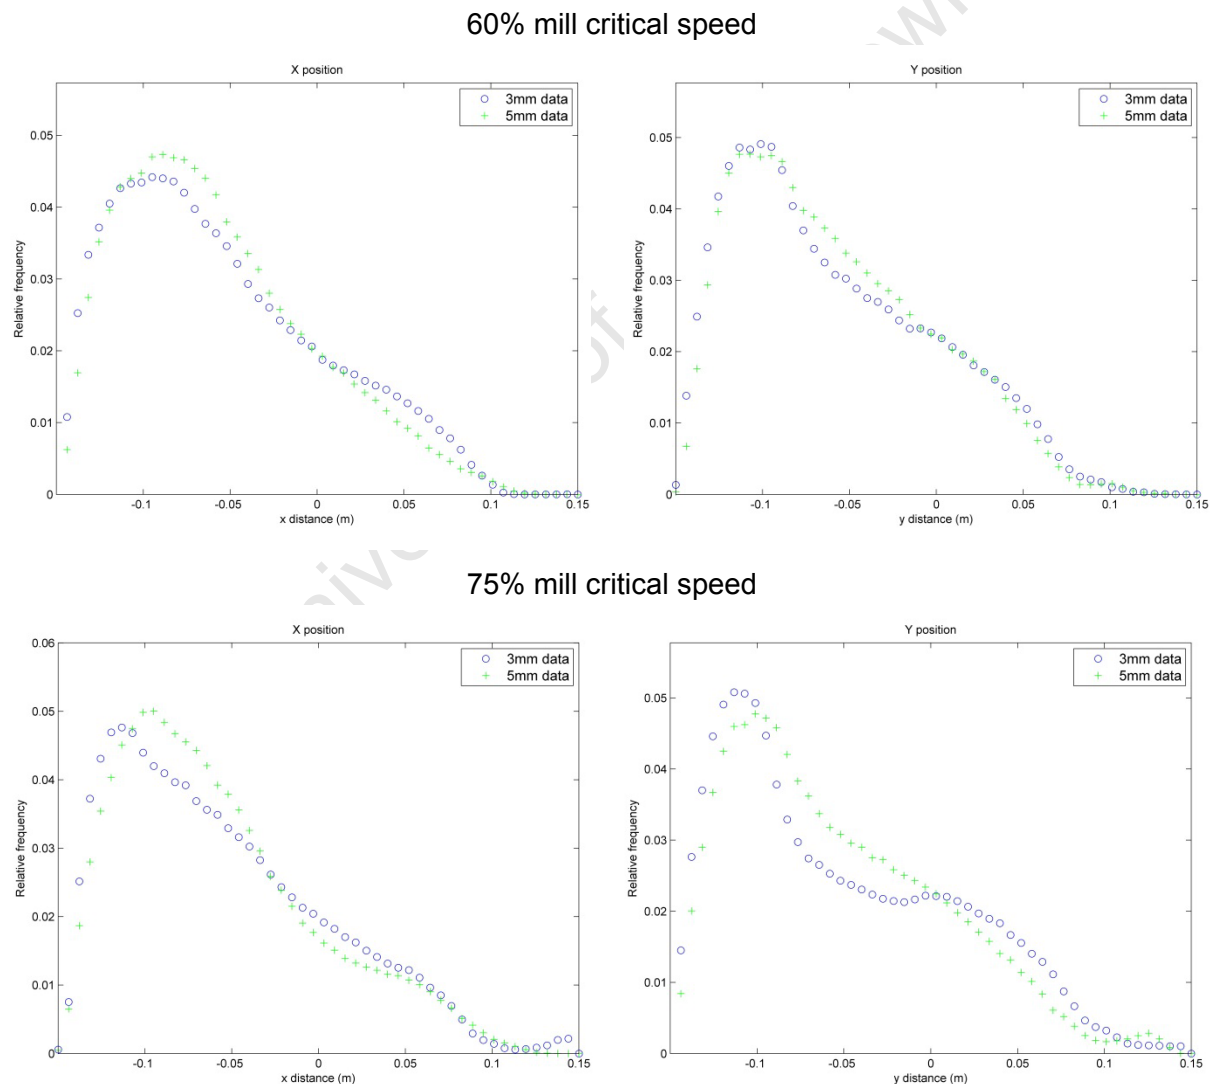 60% mill critical speed
X position
3mm data
5mm data
0.05
0.04
0.03
0.02
0.01
0
-0.1
-0.05
0
0.05
0.1
0.15
Relative frequency
x distance (m)
Y position
3mm data
5mm data
0.05
0.04
0.03
0.02
0.01
0
-0.1
-0.05
0
0.05
0.1
0.15
Relative frequency
y distance (m)
of
75% mill critical speed
X position
3mm data
5mm data
0.06
0.05
0.04
0.03
0.02
0.01
0
-0.1
-0.05
0
0.05
0.1
0.15
Relative frequency
x distance (m)
Y position
3mm data
5mm data
0.05
0.04
0.03
0.02
0.01
0
-0.1
-0.05
0
0.05
0.1
0.15
Relative frequency
y distance (m)